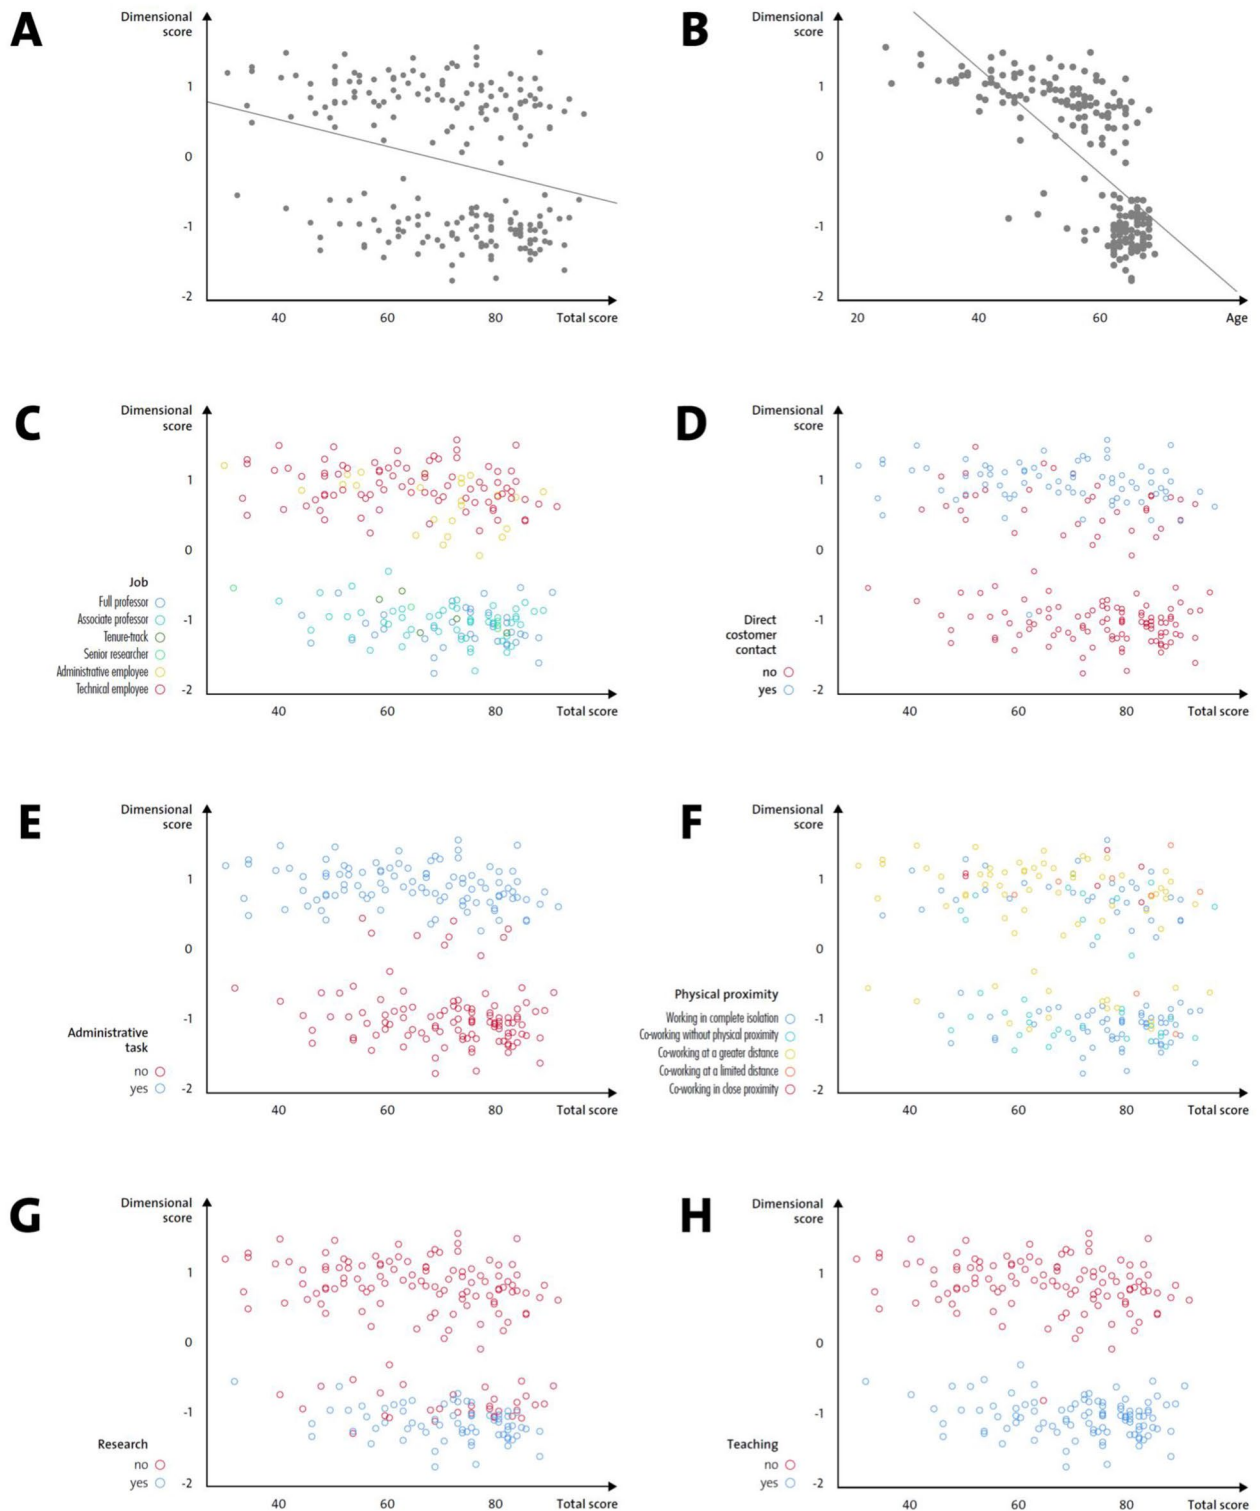 A
Dimensional
score
1
0
-1
-2
40
60
80
Total score
B
Dimensional
score
1
0
-1
-2
20
40
60
Age
C
Dimensional
score
1
0
-1
-2
Job
Full professor
Associate professor
Tenure-track
Senior researcher
Administrative employee
Technical employee
40
60
80
Total score
D
Dimensional
score
1
0
-1
-2
Direct
costomer
contact
no
yes
40
60
80
Total score
E
Dimensional
score
1
0
-1
-2
Administrative
task
no
yes
40
60
80
Total score
F
Dimensional
score
1
0
-1
-2
Physical proximity
Working in complete isolation
Co-working without physical proximity
Co-working at a greater distance
Co-working at a limited distance
Co-working in close proximity
40
60
80
Total score
G
Dimensional
score
1
0
-1
-2
Research
no
yes
40
60
80
Total score
H
Dimensional
score
1
0
-1
-2
Teaching
no
yes
40
60
80
Total score